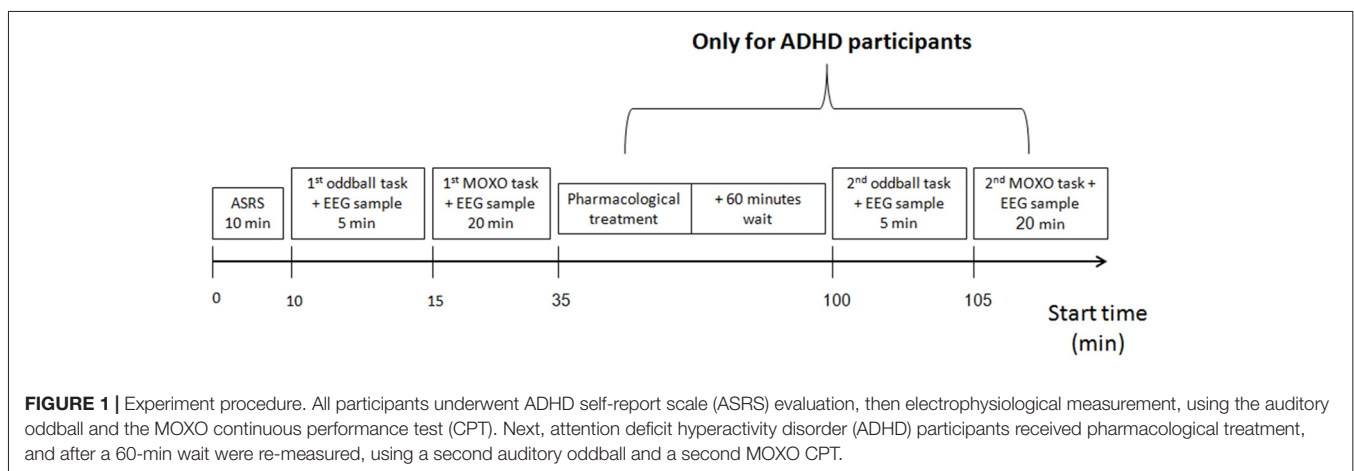 Only for ADHD participants
ASRS
10 min
1st oddball task
+ EEG sample
5 min
1st MOXO task
+ EEG sample
20 min
Pharmacological
treatment
+ 60 minutes
wait
2nd oddball task
+ EEG sample
5 min
2nd MOXO task +
EEG sample
20 min
0
10
15
35
100
105
Start time
(min)
FIGURE 1 | Experiment procedure. All participants underwent ADHD self-report scale (ASRS) evaluation, then electrophysiological measurement, using the auditory
oddball and the MOXO continuous performance test (CPT). Next, attention deficit hyperactivity disorder (ADHD) participants received pharmacological treatment,
and after a 60-min wait were re-measured, using a second auditory oddball and a second MOXO CPT.